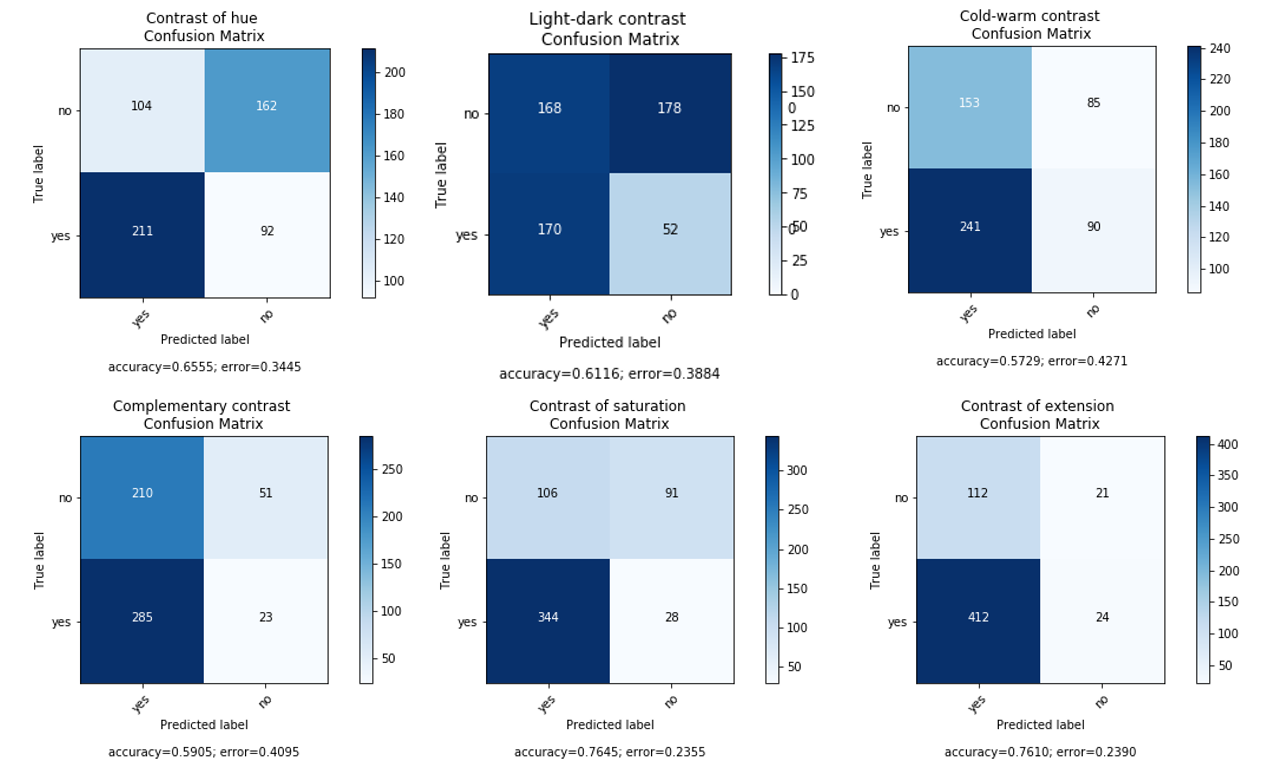 Contrast of hue
Confusion Matrix
no
104
162
True label
yes
211
92
yes
no
Predicted label
accuracy=0.6555; error=0.3445
200
180
160
140
120
100
Light-dark contrast
Confusion Matrix
no
168
178
True label
yes
170
52
yes
no
Predicted label
accuracy=0.6116; error=0.3884
175
150
0
125
100
75
50
0
25
0
Cold-warm contrast
Confusion Matrix
no
153
85
True label
yes
241
90
yes
no
Predicted label
accuracy=0.5729; error=0.4271
240
220
200
180
160
140
120
100
Complementary contrast
Confusion Matrix
no
210
51
True label
yes
285
23
yes
no
Predicted label
accuracy=0.5905; error=0.4095
250
200
150
100
50
Contrast of saturation
Confusion Matrix
no
106
91
True label
yes
344
28
yes
no
Predicted label
accuracy=0.7645; error=0.2355
300
250
200
150
100
50
Contrast of extension
Confusion Matrix
no
112
21
True label
yes
412
24
yes
no
Predicted label
accuracy=0.7610; error=0.2390
400
350
300
250
200
150
100
50